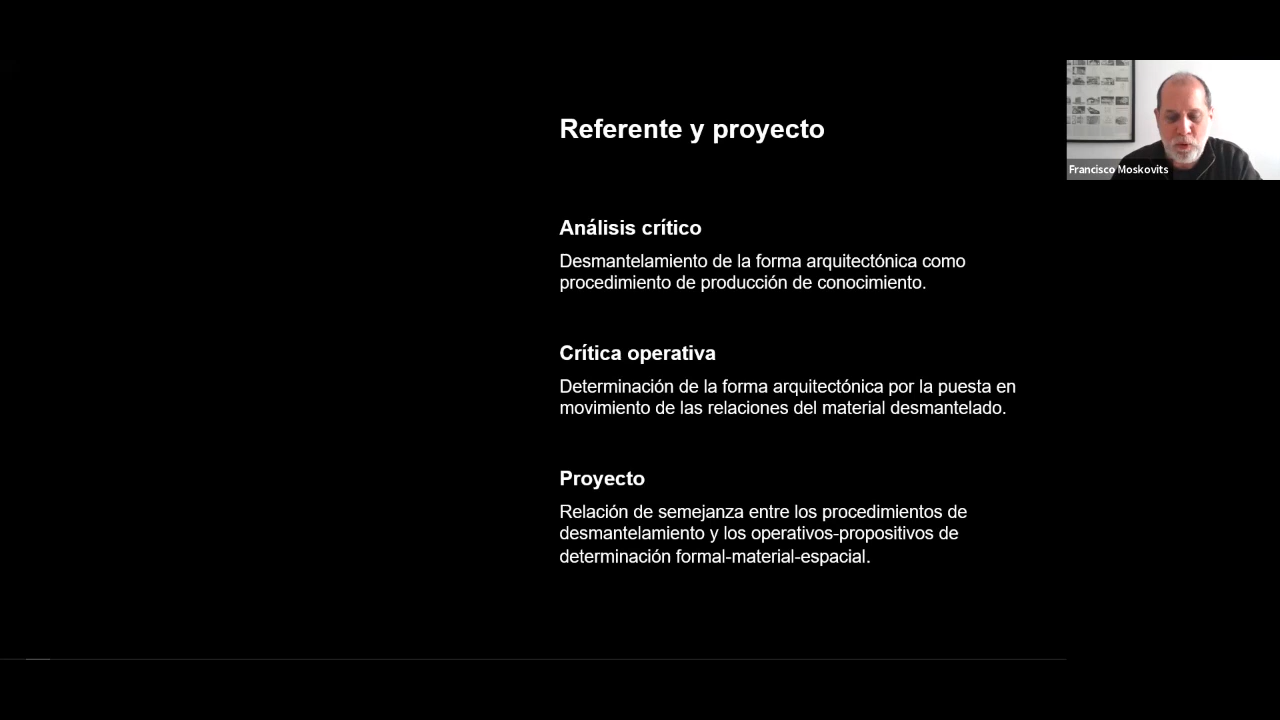 Referente y proyecto
Análisis crítico
Desmantelamiento de la forma arquitectónica como
procedimiento de producción de conocimiento.
Crítica operativa
Determinación de la forma arquitectónica por la puesta en
movimiento de las relaciones del material desmantelado.
Proyecto
Relación de semejanza entre los procedimientos de
desmantelamiento y los operativos-propositivos de
determinación formal-material-espacial.
Francisco Moskovits